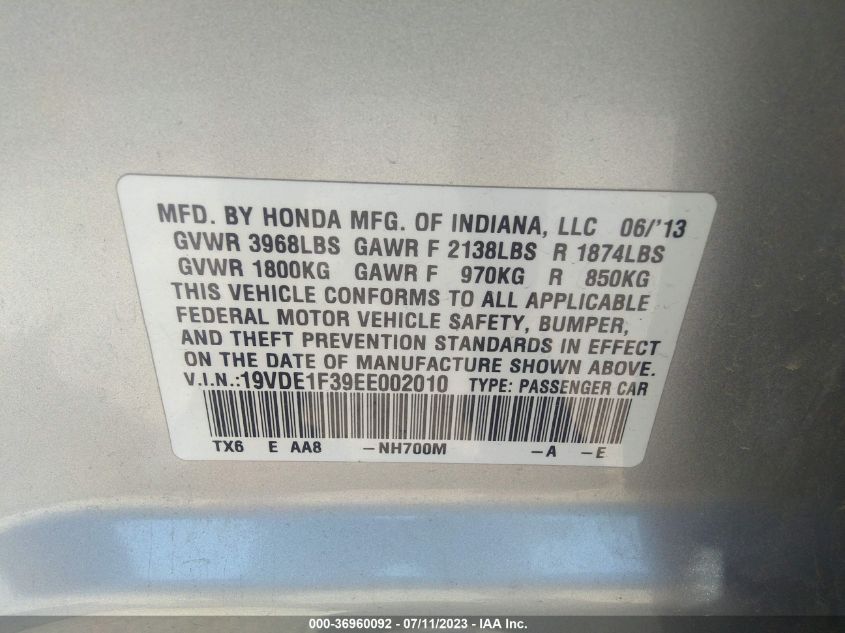 MFD. BY HONDA MFG. OF INDIANA, LLC 06/'13
GVWR 3968LBS GAWR F 2138LBS R 1874LBS
GVWR 1800KG GAWR F 970KG R 850KG
THIS VEHICLE CONFORMS TO ALL APPLICABLE
FEDERAL MOTOR VEHICLE SAFETY, BUMPER,
AND THEFT PREVENTION STANDARDS IN EFFECT
ON THE DATE OF MANUFACTURE SHOWN ABOVE.
V.I.N.:19VDE1F39EE002010 TYPE: PASSENGER CAR
TX6 E AA8 -NH700M -A -E
000-36960092 - 07/11/2023 - IAA Inc.